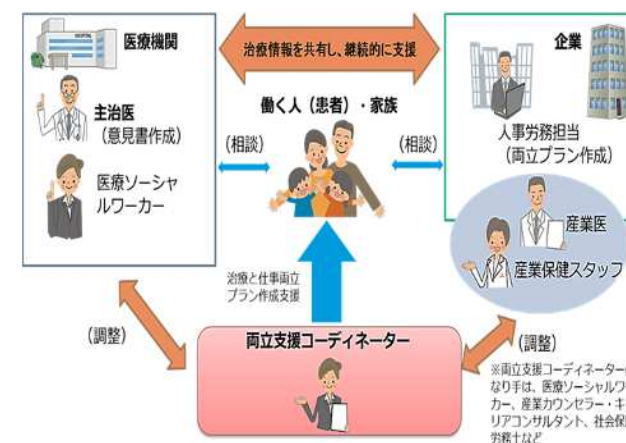 医療機関
治療情報を共有し、継続的に支援
企業
主治医
(意見書作成)
医療ソーシャ
ルワーカー
働く人(患者)・家族
(相談)
(相談)
人事労務担当
(両立プラン作成)
産業医
産業保健スタッフ
治療と仕事両立
プラン作成支援
(調整)
両立支援コーディネーター
(調整)
※両立支援コーディネーター
なり手は、医療ソーシャルワ
カー、産業カウンセラー・キ
リアコンサルタント、社会保
労務士など